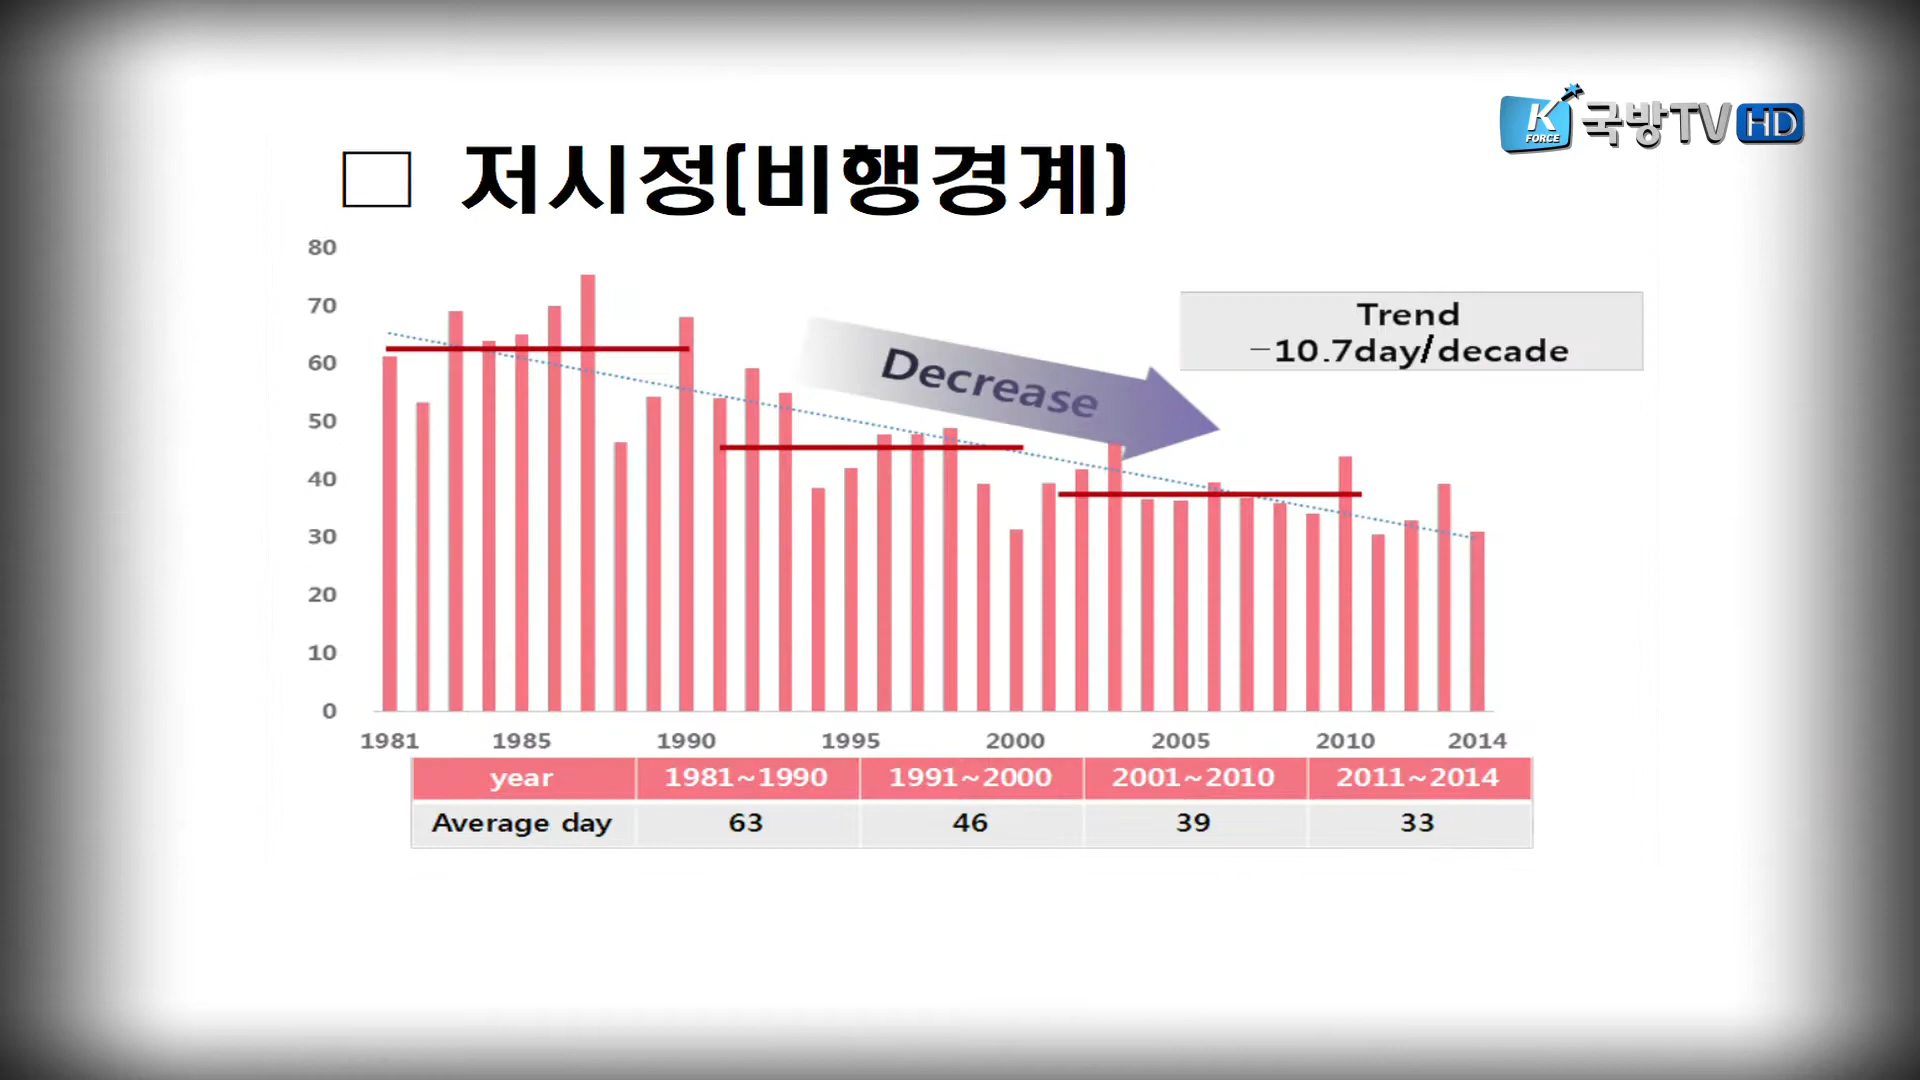 K FORCE 국방TV HD
□ 저시정(비행경계)
80
70
60
50
40
30
20
10
0
Decrease
Trend
-10.7day/decade
1981 1985 1990 1995 2000 2005 2010 2014
year 1981~1990 1991~2000 2001~2010 2011~2014
Average day 63 46 39 33